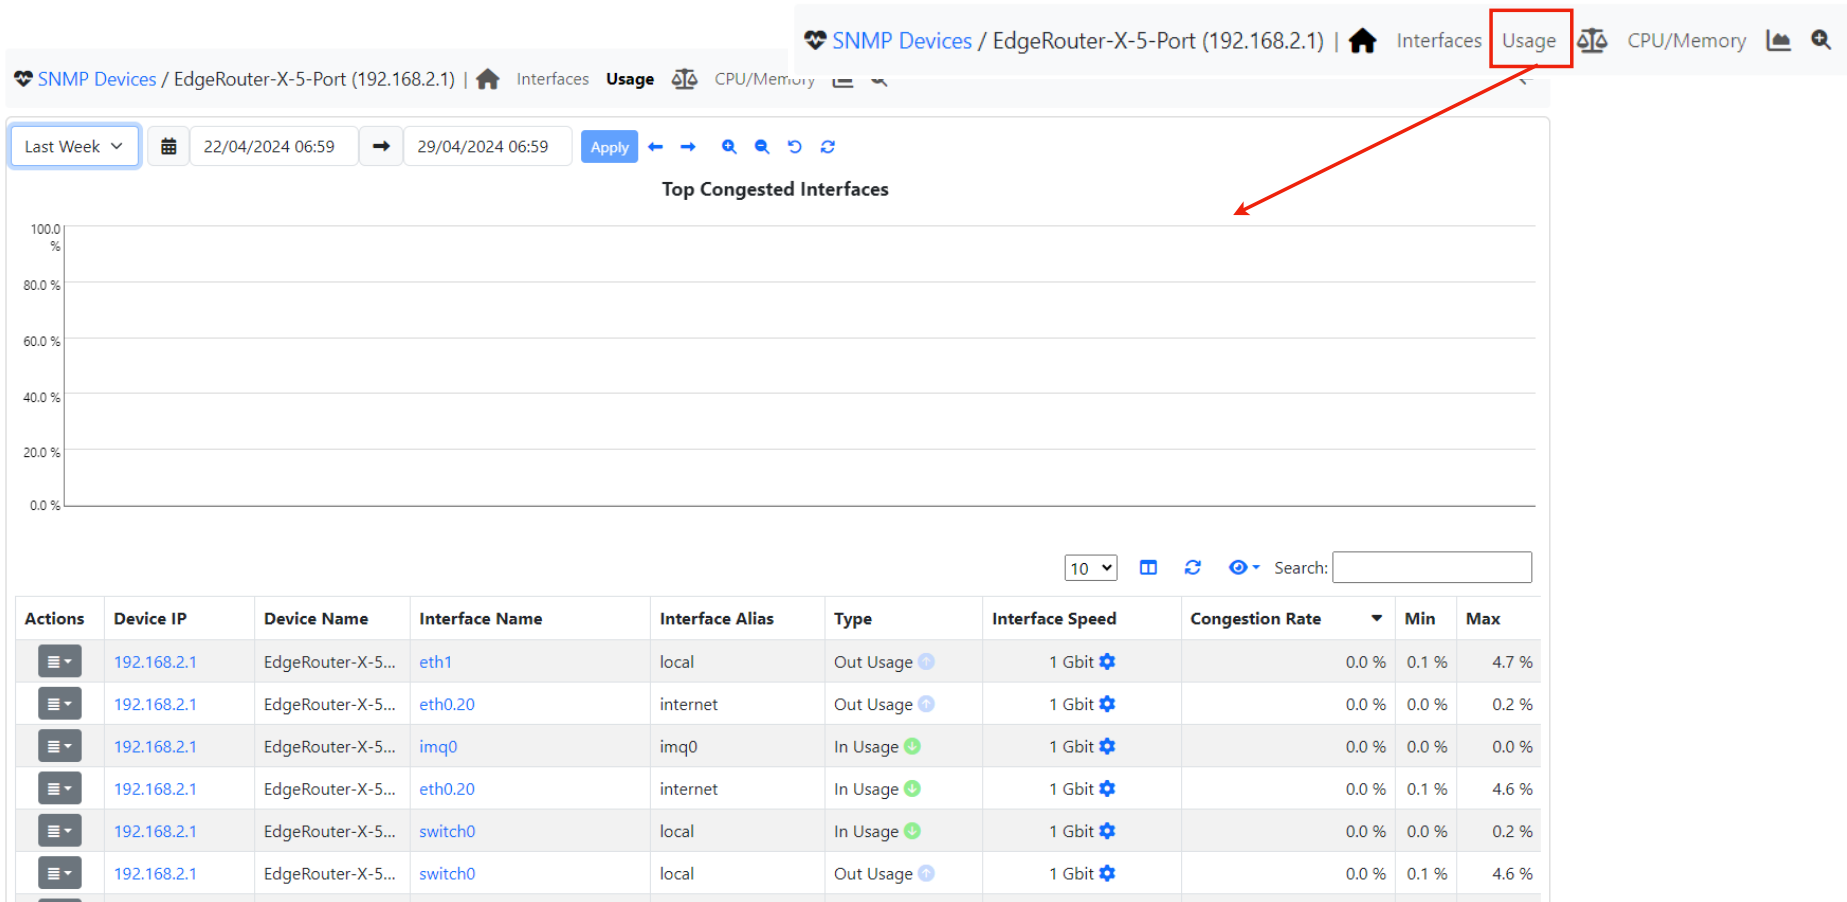 SNMP Devices / EdgeRouter-X-5-Port (192.168.2.1) | Interfaces Usage CPU/Memory
SNMP Devices / EdgeRouter-X-5-Port (192.168.2.1) | Interfaces Usage CPU/Memory
Last Week 22/04/2024 06:59 29/04/2024 06:59 Apply
Top Congested Interfaces
100.0
%
80.0 %
60.0 %
40.0 %
20.0 %
0.0 %
10 Search:
Actions Device IP Device Name Interface Name Interface Alias Type Interface Speed Congestion Rate Min Max
192.168.2.1 EdgeRouter-X-5... eth1 local Out Usage 1 Gbit 0.0 % 0.1 % 4.7 %
192.168.2.1 EdgeRouter-X-5... eth0.20 internet Out Usage 1 Gbit 0.0 % 0.0 % 0.2 %
192.168.2.1 EdgeRouter-X-5... imq0 imq0 In Usage 1 Gbit 0.0 % 0.0 % 0.0 %
192.168.2.1 EdgeRouter-X-5... eth0.20 internet In Usage 1 Gbit 0.0 % 0.1 % 4.6 %
192.168.2.1 EdgeRouter-X-5... switch0 local In Usage 1 Gbit 0.0 % 0.0 % 0.2 %
192.168.2.1 EdgeRouter-X-5... switch0 local Out Usage 1 Gbit 0.0 % 0.1 % 4.6 %